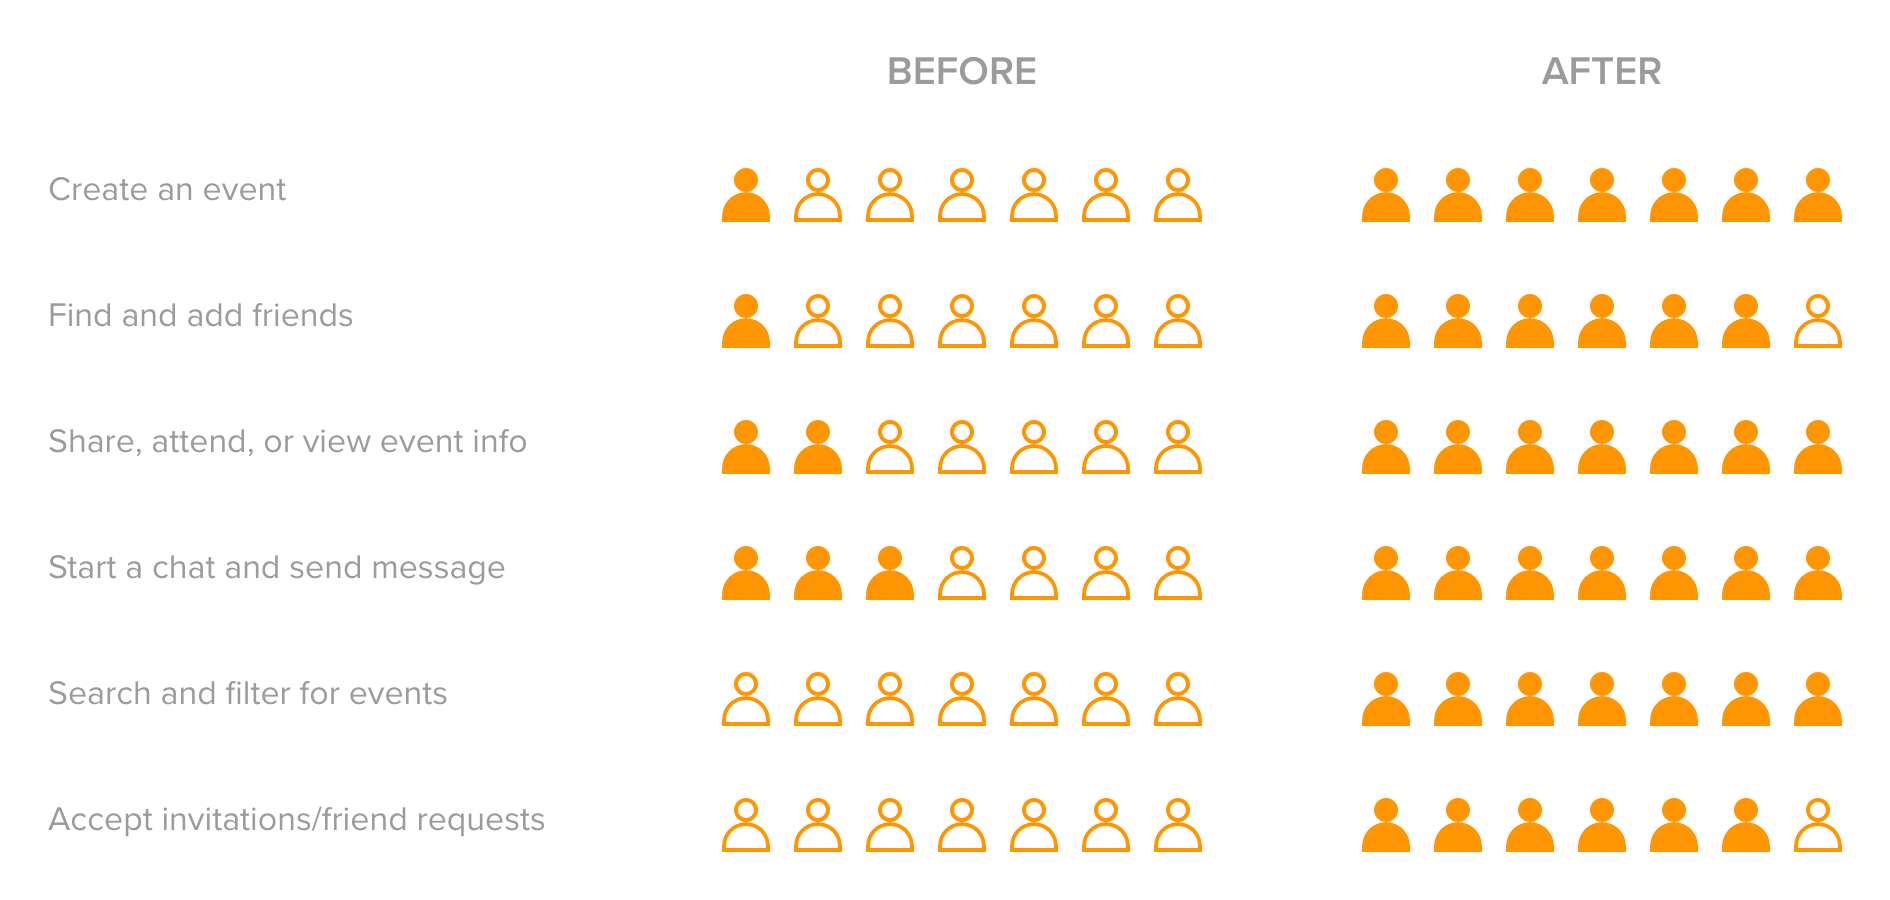 BEFORE AFTER
Create an event
Find and add friends
Share, attend, or view event info
Start a chat and send message
Search and filter for events
Accept invitations/friend requests